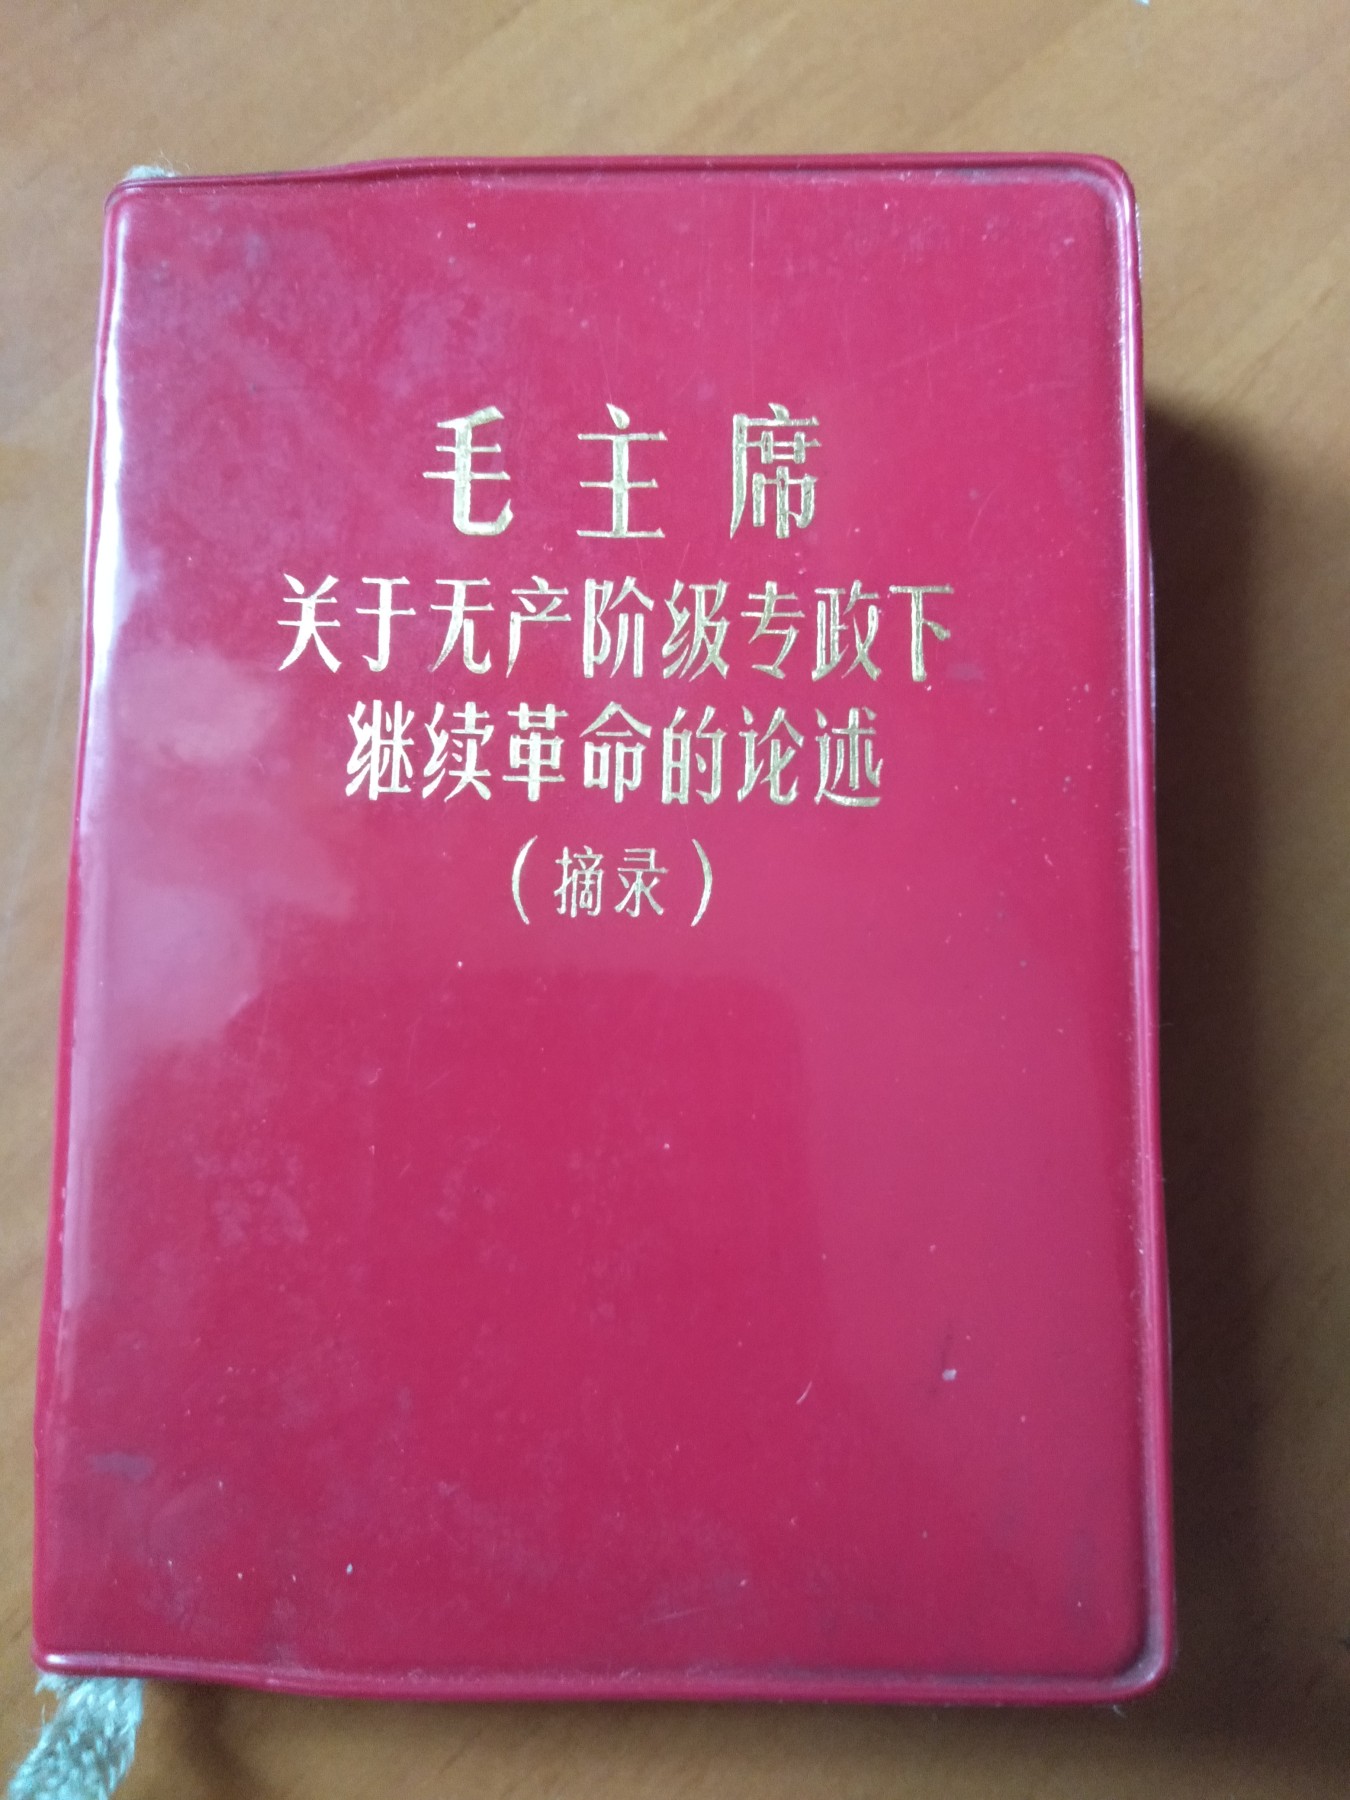 毛主席
关于无产阶级专政下
继续革命的论述
（摘录）